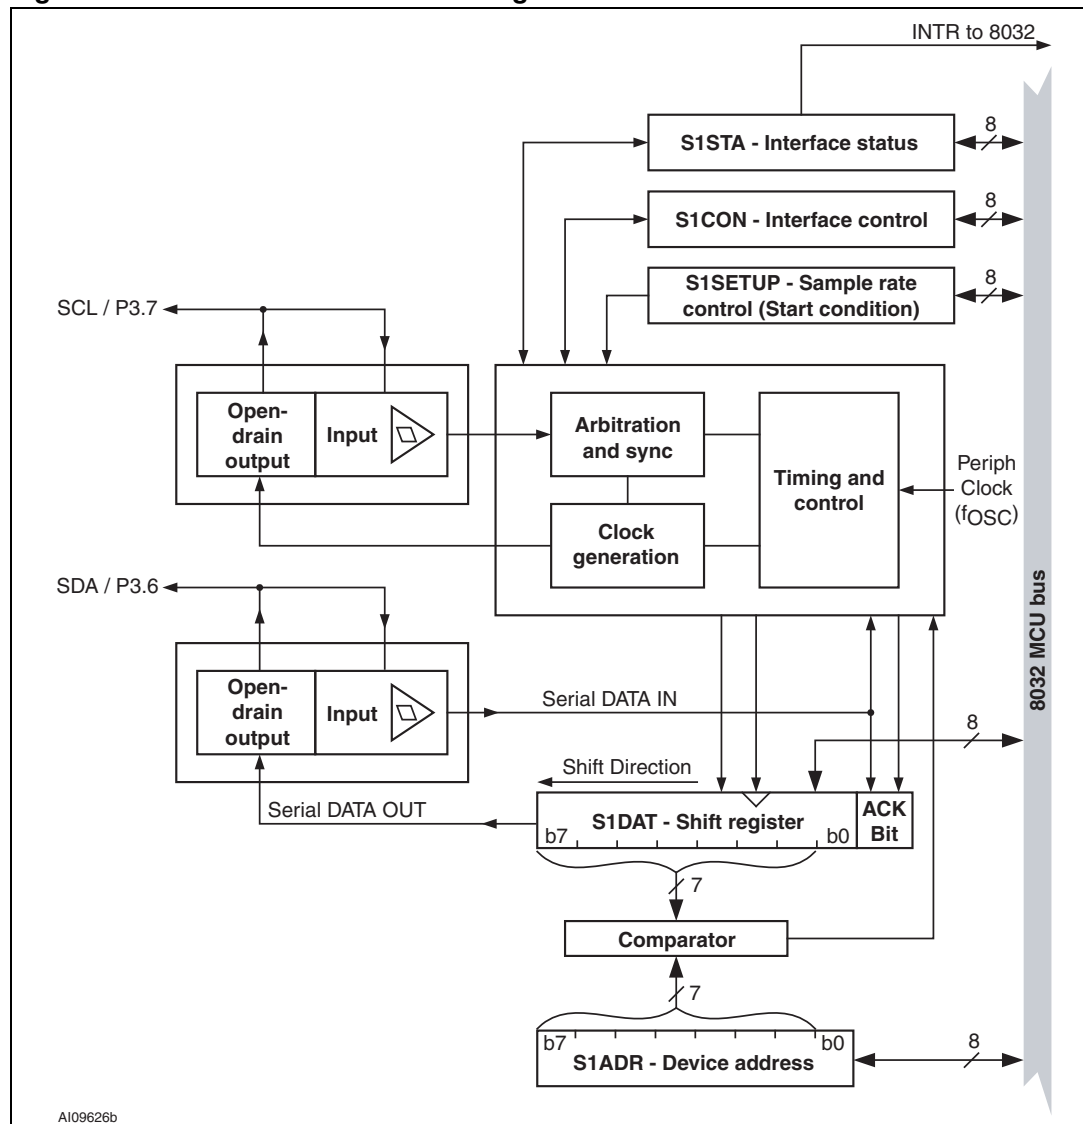 INTR to 8032
S1STA - Interface status
8
S1CON - Interface control
8
S1SETUP - Sample rate
control (Start condition)
8
SCL / P3.7
Open-
drain
output
Input
Arbitration
and sync
Timing and
control
Periph
Clock
(fOSC)
Clock
generation
SDA / P3.6
8032 MCU bus
Open-
drain
output
Input
Serial DATA IN
8
Shift Direction
Serial DATA OUT
S1DAT - Shift register
b7
b0
ACK
Bit
7
Comparator
7
b7
b0
S1ADR - Device address
8
AI09626b